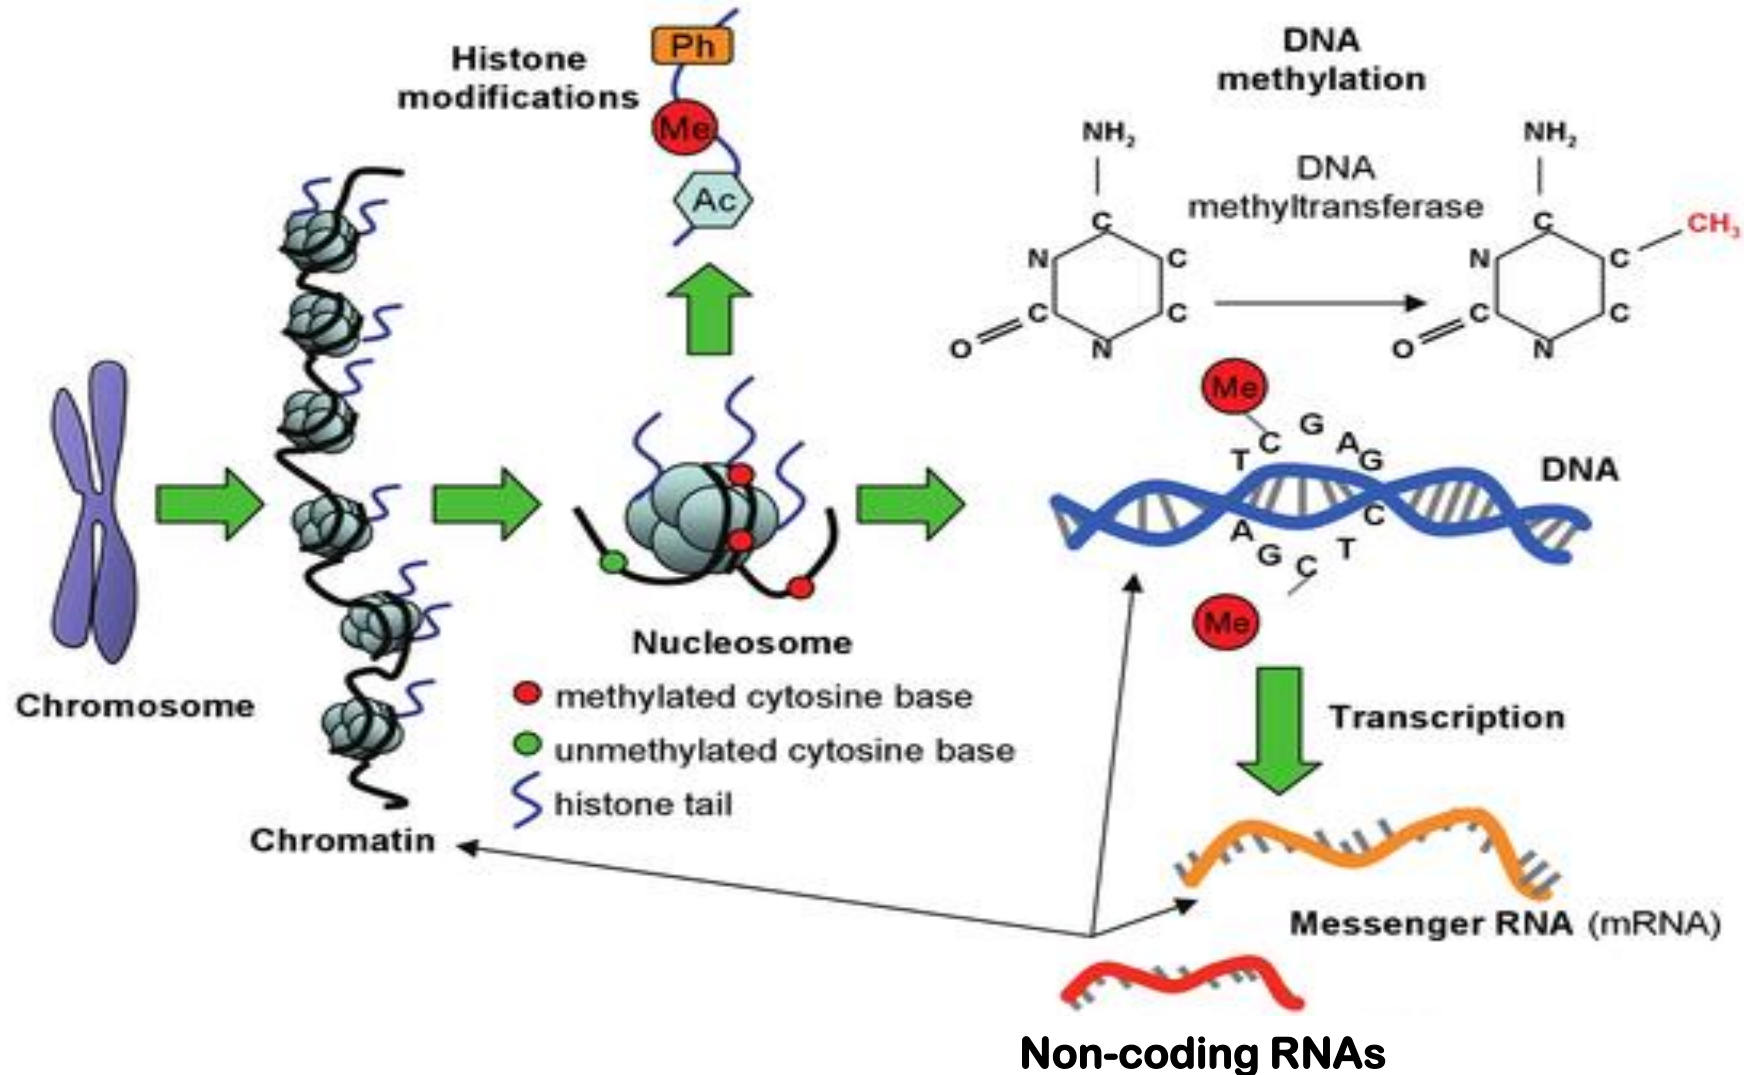 Histone
modifications
Ph
Me
Ac
DNA
methylation
NH₂
C
N
C
C
C
N
O
DNA
methyltransferase
NH₂
C
N
C
C
C
N
O
CH₃
Me
T C G A G
A G C T C
Me
DNA
Chromosome
Chromatin
Nucleosome
methylated cytosine base
unmethylated cytosine base
histone tail
Transcription
Messenger RNA (mRNA)
Non-coding RNAs